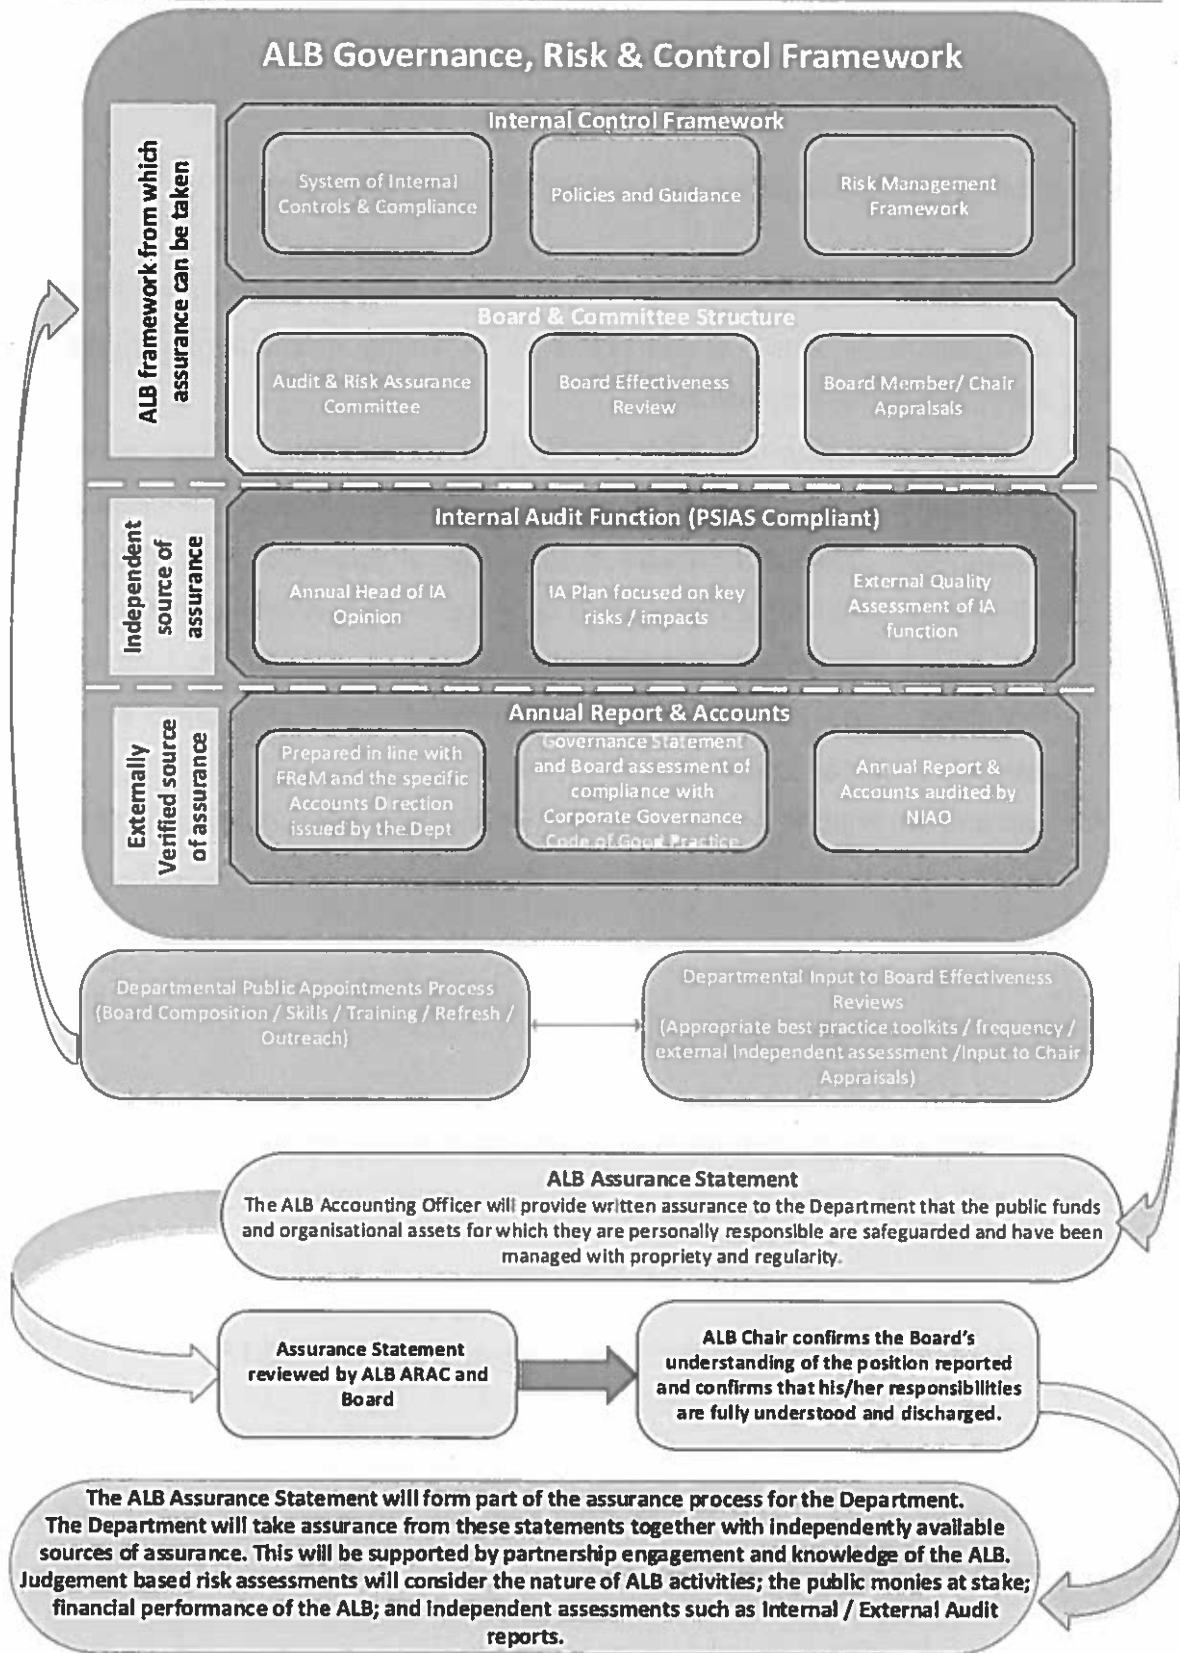 ALB Governance, Risk & Control Framework
ALB framework from which
assurance can be taken
Internal Control Framework
System of Internal
Controls & Compliance
Policies and Guidance
Risk Management
Framework
Board & Committee Structure
Audit & Risk Assurance
Committee
Board Effectiveness
Review
Board Member/ Chair
Appraisals
Independent
source of
assurance
Internal Audit Function (PSIAS Compliant)
Annual Head of IA
Opinion
IA Plan focused on key
risks / impacts
External Quality
Assessment of IA
function
Externally
Verified source
of assurance
Annual Report & Accounts
Prepared in line with
FReM and the specific
Accounts Direction
issued by the Dept
Governance Statement
and Board assessment of
compliance with
Corporate Governance
Code of Good Practice
Annual Report &
Accounts audited by
NIAO
Departmental Public Appointments Process
(Board Composition / Skills / Training / Refresh /
Outreach)
Departmental Input to Board Effectiveness
Reviews
(Appropriate best practice toolkits / frequency /
external Independent assessment /Input to Chair
Appraisals)
ALB Assurance Statement
The ALB Accounting Officer will provide written assurance to the Department that the public funds
and organisational assets for which they are personally responsible are safeguarded and have been
managed with propriety and regularity.
Assurance Statement
reviewed by ALB ARAC and
Board
ALB Chair confirms the Board's
understanding of the position reported
and confirms that his/her responsibilities
are fully understood and discharged.
The ALB Assurance Statement will form part of the assurance process for the Department.
The Department will take assurance from these statements together with independently available
sources of assurance. This will be supported by partnership engagement and knowledge of the ALB.
Judgement based risk assessments will consider the nature of ALB activities; the public monies at stake;
financial performance of the ALB; and independent assessments such as Internal / External Audit
reports.